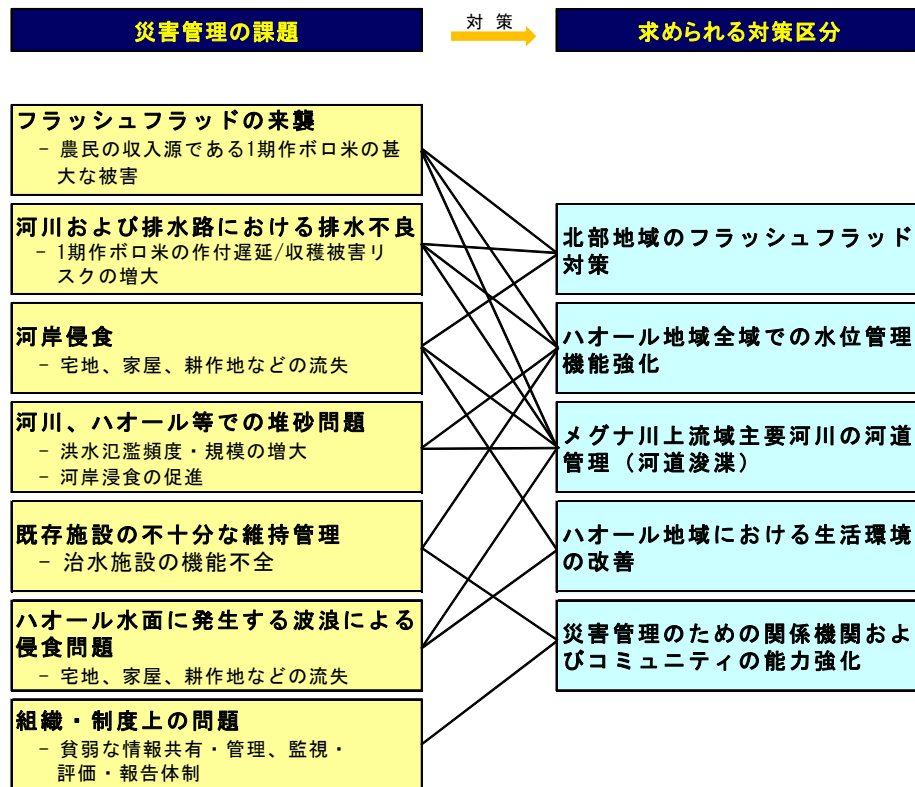 災害管理の課題
対 策
求められる対策区分
フラッシュフラッドの来襲
- 農民の収入源である1期作ボロ米の甚
大な被害
河川および排水路における排水不良
- 1期作ボロ米の作付遅延/収穫被害リ
スクの増大
河岸侵食
- 宅地、家屋、耕作地などの流失
河川、ハオール等での堆砂問題
- 洪水氾濫頻度・規模の増大
- 河岸浸食の促進
既存施設の不十分な維持管理
- 治水施設の機能不全
ハオール水面に発生する波浪による
侵食問題
- 宅地、家屋、耕作地などの流失
組織・制度上の問題
- 貧弱な情報共有・管理、監視・
評価・報告体制
北部地域のフラッシュフラッド
対策
ハオール地域全域での水位管理
機能強化
メグナ川上流域主要河川の河道
管理（河道浚渫）
ハオール地域における生活環境
の改善
災害管理のための関係機関およ
びコミュニティの能力強化